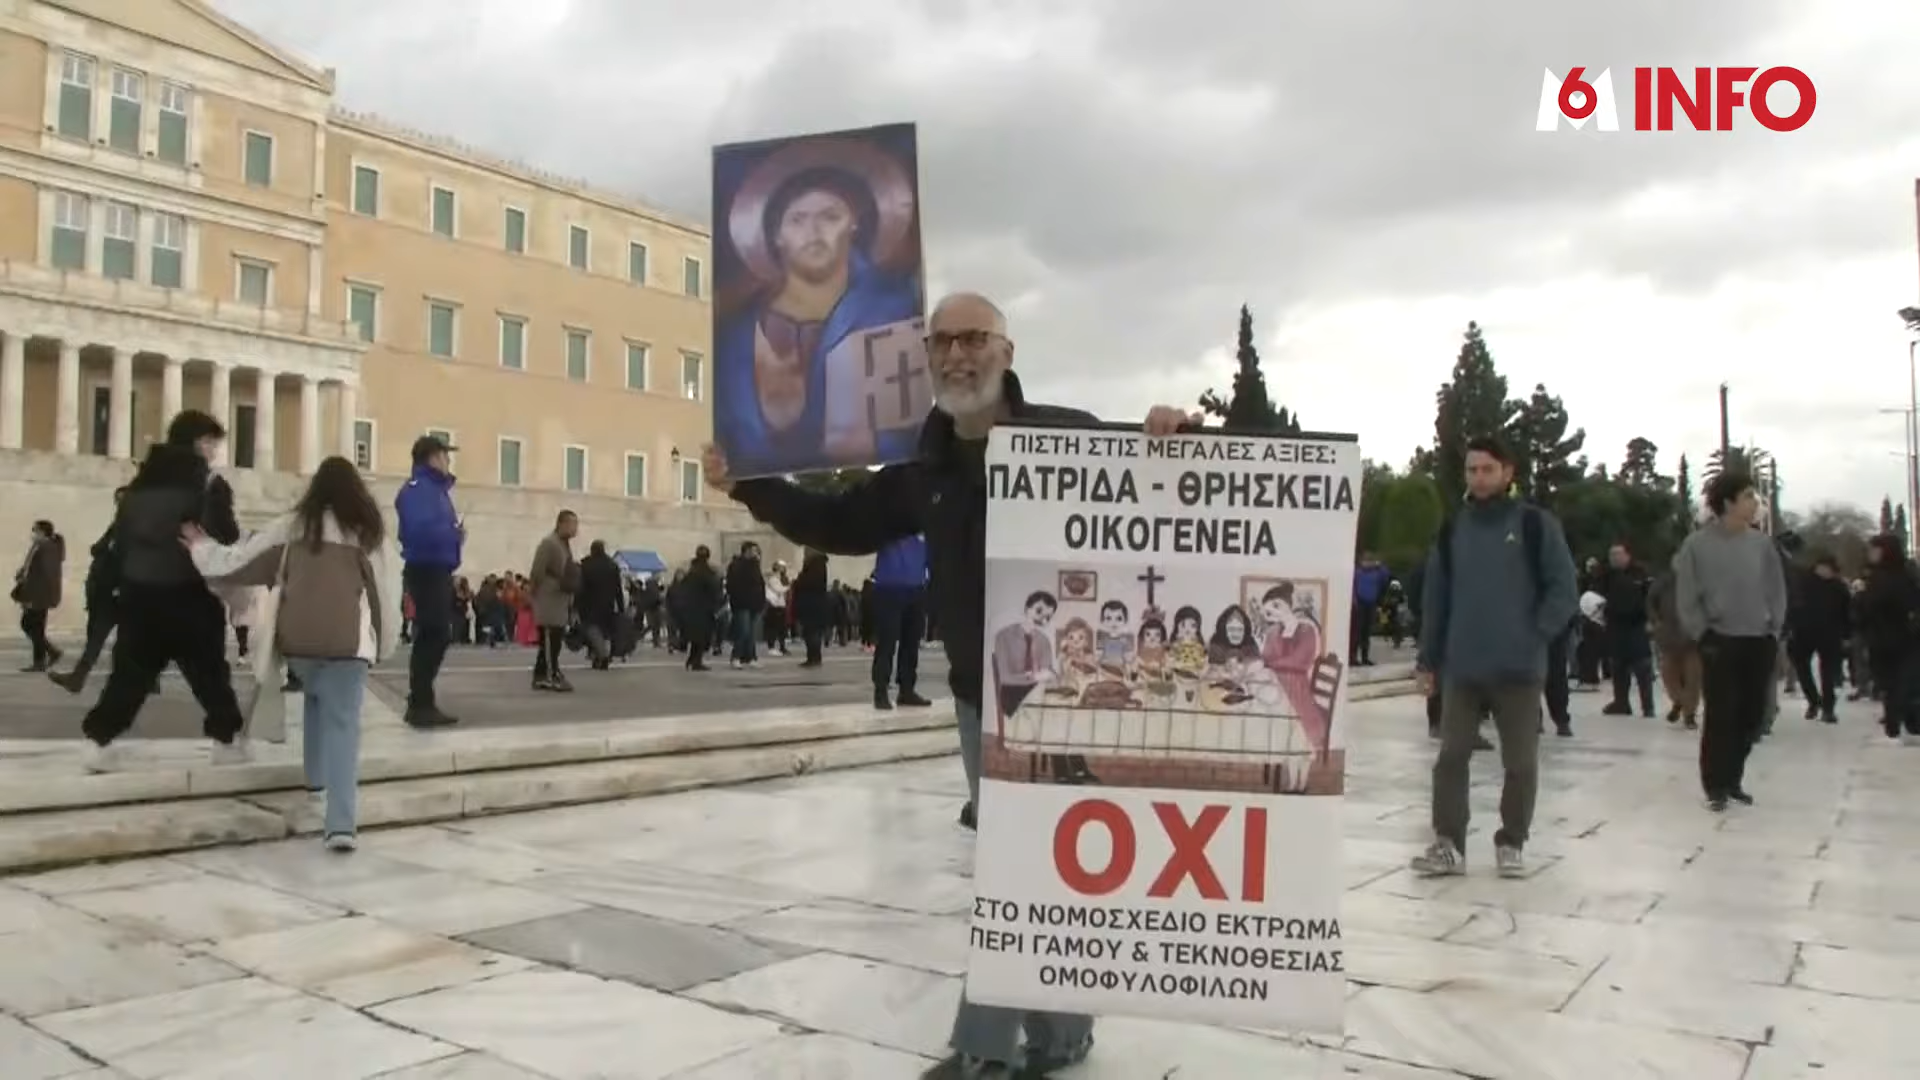 M6 INFO
ΠΙΣΤΗ ΣΤΙΣ ΜΕΓΑΛΕΣ ΑΞΙΕΣ:
ΠΑΤΡΙΔΑ - ΘΡΗΣΚΕΙΑ
ΟΙΚΟΓΕΝΕΙΑ
ΟΧΙ
ΣΤΟ ΝΟΜΟΣΧΕΔΙΟ ΕΚΤΡΩΜΑ
ΠΕΡΙ ΓΑΜΟΥ & ΤΕΚΝΟΘΕΣΙΑΣ
ΟΜΟΦΥΛΟΦΙΛΩΝ